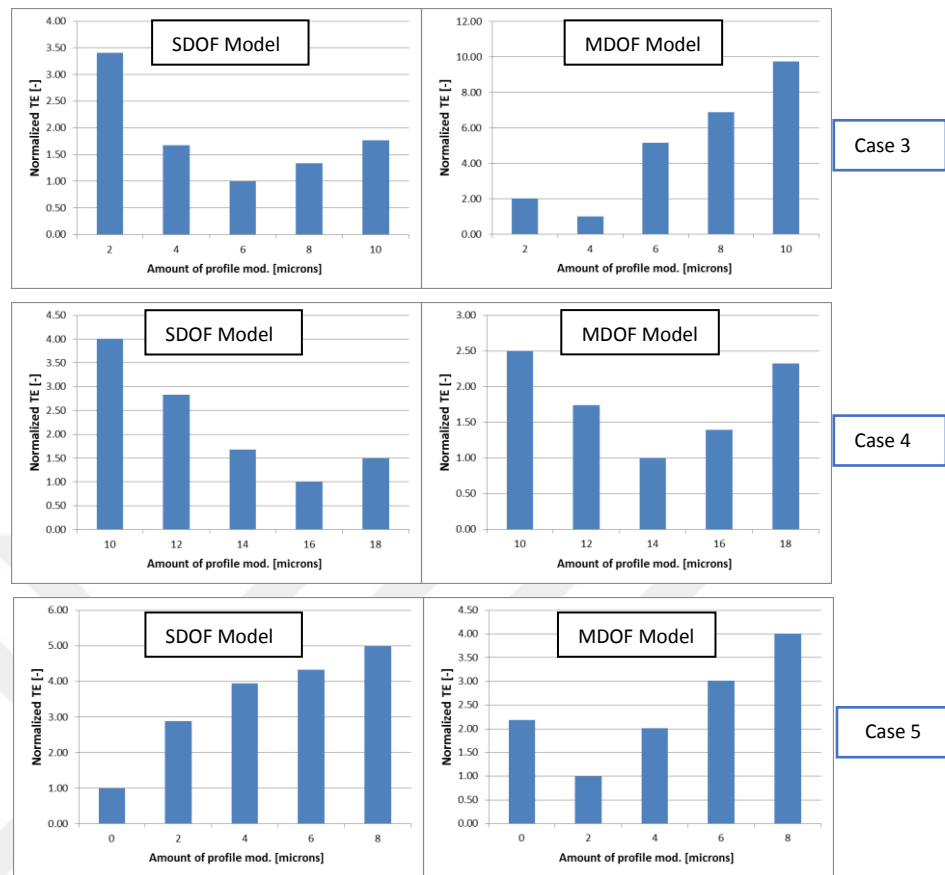 SDOF Model
Normalized TE [-]
4.00
3.50
3.00
2.50
2.00
1.50
1.00
0.50
0.00
2 4 6 8 10
Amount of profile mod. [microns]
MDOF Model
Normalized TE [-]
12.00
10.00
8.00
6.00
4.00
2.00
0.00
2 4 6 8 10
Amount of profile mod. [microns]
Case 3
SDOF Model
Normalized TE [-]
4.50
4.00
3.50
3.00
2.50
2.00
1.50
1.00
0.50
0.00
10 12 14 16 18
Amount of profile mod. [microns]
MDOF Model
Normalized TE [-]
3.00
2.50
2.00
1.50
1.00
0.50
0.00
10 12 14 16 18
Amount of profile mod. [microns]
Case 4
SDOF Model
Normalized TE [-]
6.00
5.00
4.00
3.00
2.00
1.00
0.00
0 2 4 6 8
Amount of profile mod. [microns]
MDOF Model
Normalized TE [-]
4.50
4.00
3.50
3.00
2.50
2.00
1.50
1.00
0.50
0.00
0 2 4 6 8
Amount of profile mod. [microns]
Case 5